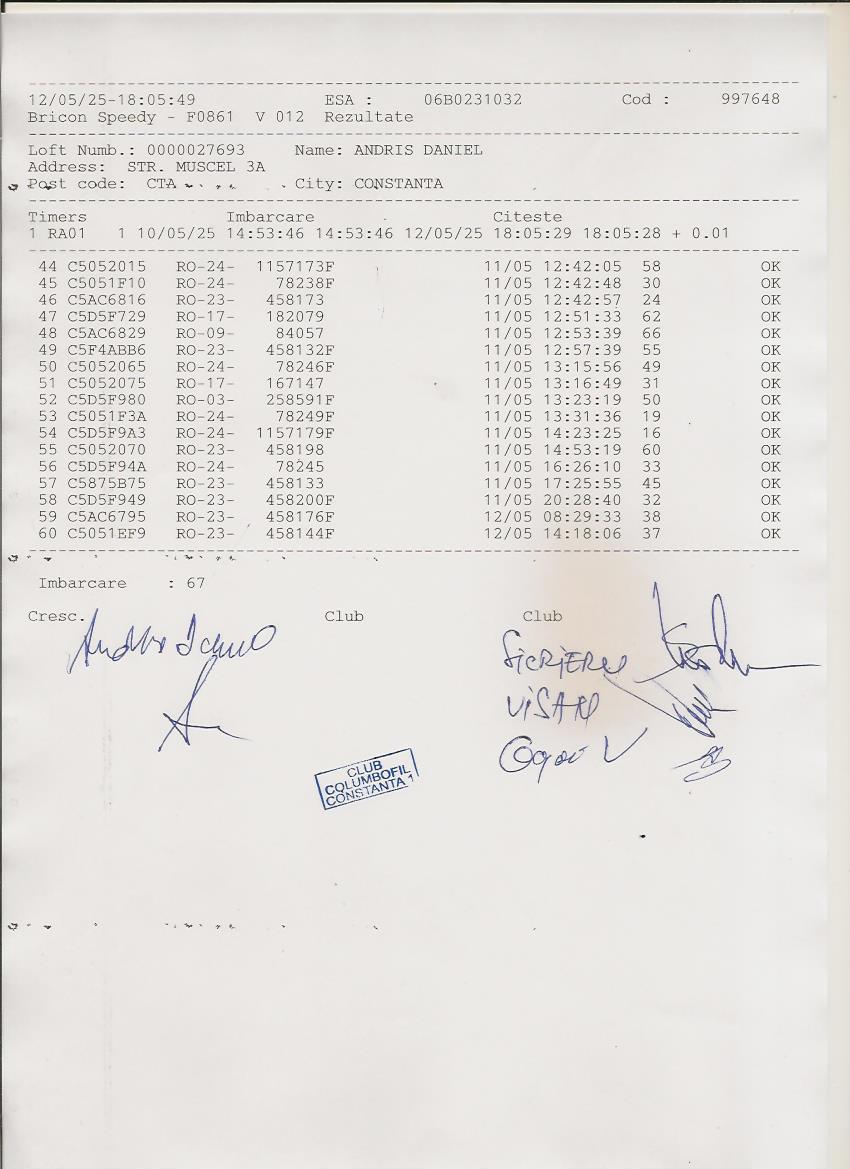 12/05/25-18:05:49 ESA : 06B0231032 Cod : 997648
Bricon Speedy - F0861 V 012 Rezultate
Loft Numb.: 0000027693 Name: ANDRIS DANIEL
Address: STR. MUSCEL 3A
Post code: CTA City: CONSTANTA
Timers Imbarcare Citeste
1 RA01 1 10/05/25 14:53:46 14:53:46 12/05/25 18:05:29 18:05:28 + 0.01
44 C5052015 RO-24- 1157173F 11/05 12:42:05 58 OK
45 C5051F10 RO-24- 78238F 11/05 12:42:48 30 OK
46 C5AC6816 RO-23- 458173 11/05 12:42:57 24 OK
47 C5D5F729 RO-17- 182079 11/05 12:51:33 62 OK
48 C5AC6829 RO-09- 84057 11/05 12:53:39 66 OK
49 C5F4ABB6 RO-23- 458132F 11/05 12:57:39 55 OK
50 C5052065 RO-24- 78246F 11/05 13:15:56 49 OK
51 C5052075 RO-17- 167147 11/05 13:16:49 31 OK
52 C5D5F980 RO-03- 258591F 11/05 13:23:19 50 OK
53 C5051F3A RO-24- 78249F 11/05 13:31:36 19 OK
54 C5D5F9A3 RO-24- 1157179F 11/05 14:23:25 16 OK
55 C5052070 RO-23- 458198 11/05 14:53:19 60 OK
56 C5D5F94A RO-24- 78245 11/05 16:26:10 33 OK
57 C5875B75 RO-23- 458133 11/05 17:25:55 45 OK
58 C5D5F949 RO-23- 458200F 11/05 20:28:40 32 OK
59 C5AC6795 RO-23- 458176F 12/05 08:29:33 38 OK
60 C5051EF9 RO-23- 458144F 12/05 14:18:06 37 OK
Imbarcare : 67
Cresc. Club Club
SiCRiERU
ViSAN
CLUB
COLUMBOFIL
CONSTANTA 1